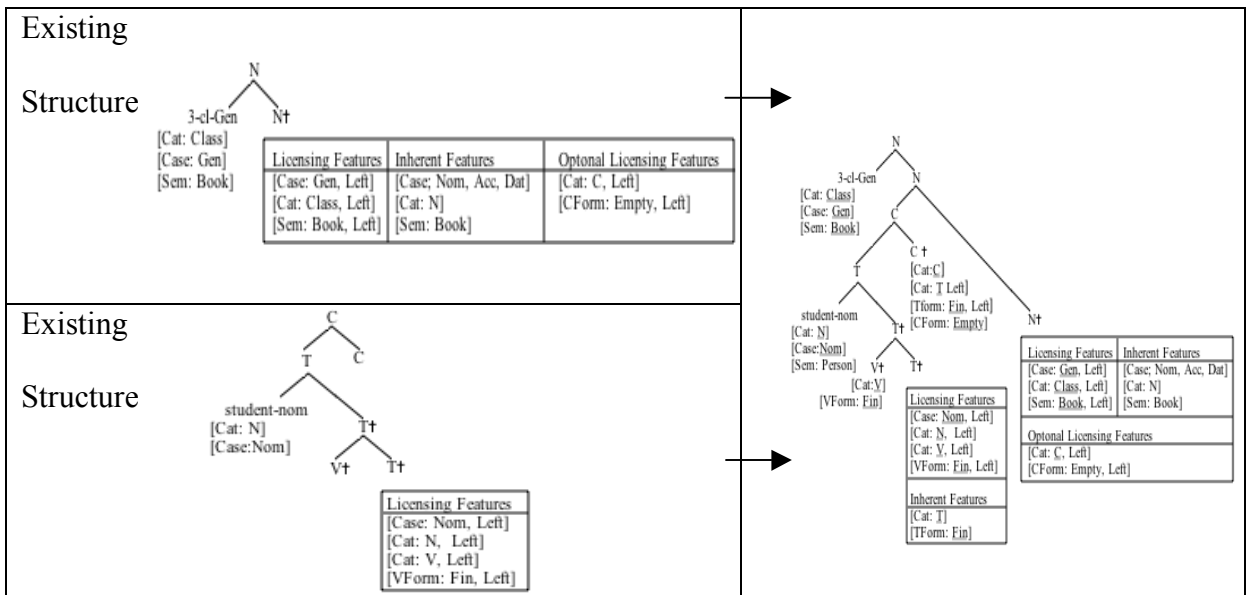 Existing
Structure
N
3-cl-Gen N†
[Cat: Class]
[Case: Gen]
[Sem: Book]
Licensing Features Inherent Features Optonal Licensing Features
[Case: Gen, Left] [Case; Nom, Acc, Dat] [Cat: C, Left]
[Cat: Class, Left] [Cat: N] [CForm: Empty, Left]
[Sem: Book, Left] [Sem: Book]
Existing
Structure
C
T C
student-nom
[Cat: N]
[Case:Nom]
T†
V† T†
Licensing Features
[Case: Nom, Left]
[Cat: N, Left]
[Cat: V, Left]
[VForm: Fin, Left]
N
3-cl-Gen N
[Cat: Class]
[Case: Gen]
[Sem: Book]
C
T C †
[Cat:C]
[Cat: T Left]
[Tform: Fin, Left]
[CForm: Empty]
student-nom
[Cat: N]
[Case:Nom]
[Sem: Person]
T†
V† T†
[Cat:V]
[VForm: Fin]
Licensing Features
[Case: Nom, Left]
[Cat: N, Left]
[Cat: V, Left]
[VForm: Fin, Left]
Inherent Features
[Cat: T]
[TForm: Fin]
N†
Licensing Features Inherent Features
[Case: Gen, Left] [Case; Nom, Acc, Dat]
[Cat: Class, Left] [Cat: N]
[Sem: Book, Left] [Sem: Book]
Optonal Licensing Features
[Cat: C, Left]
[CForm: Empty, Left]